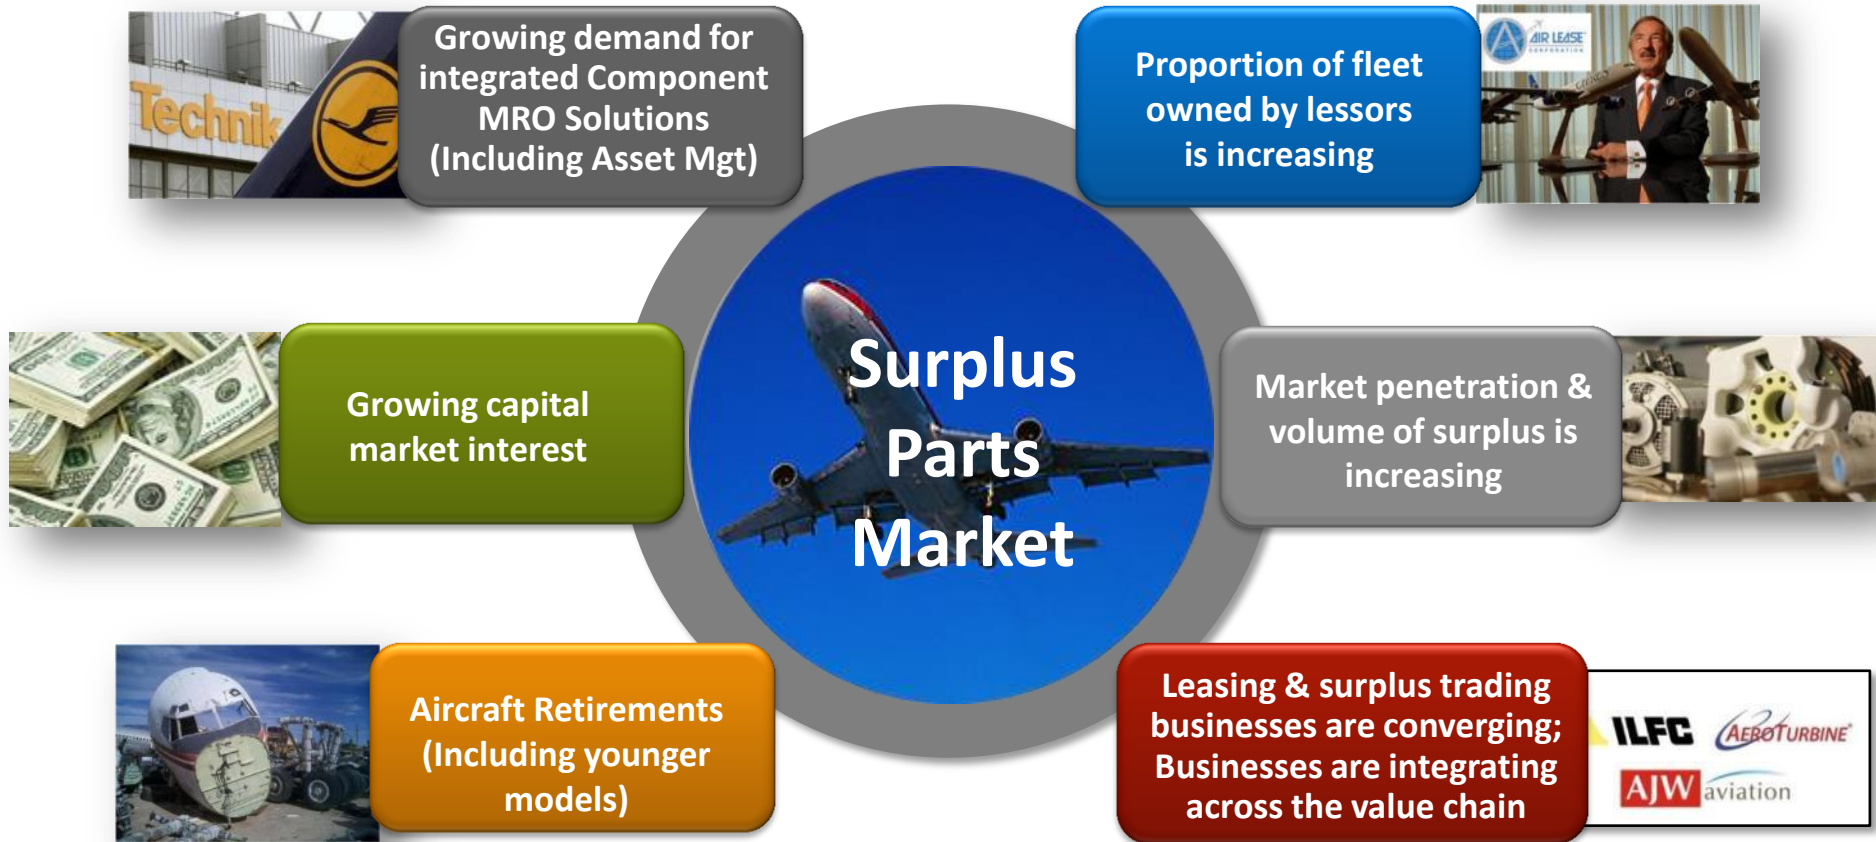 Growing demand for
integrated Component
MRO Solutions
(Including Asset Mgt)
Technik
Proportion of fleet
owned by lessors
is increasing
AIR LEASE
CORPORATION
Growing capital
market interest
Surplus
Parts
Market
Market penetration &
volume of surplus is
increasing
Aircraft Retirements
(Including younger
models)
Leasing & surplus trading
businesses are converging;
Businesses are integrating
across the value chain
ILFC
AEROTURBINE®
AJW aviation